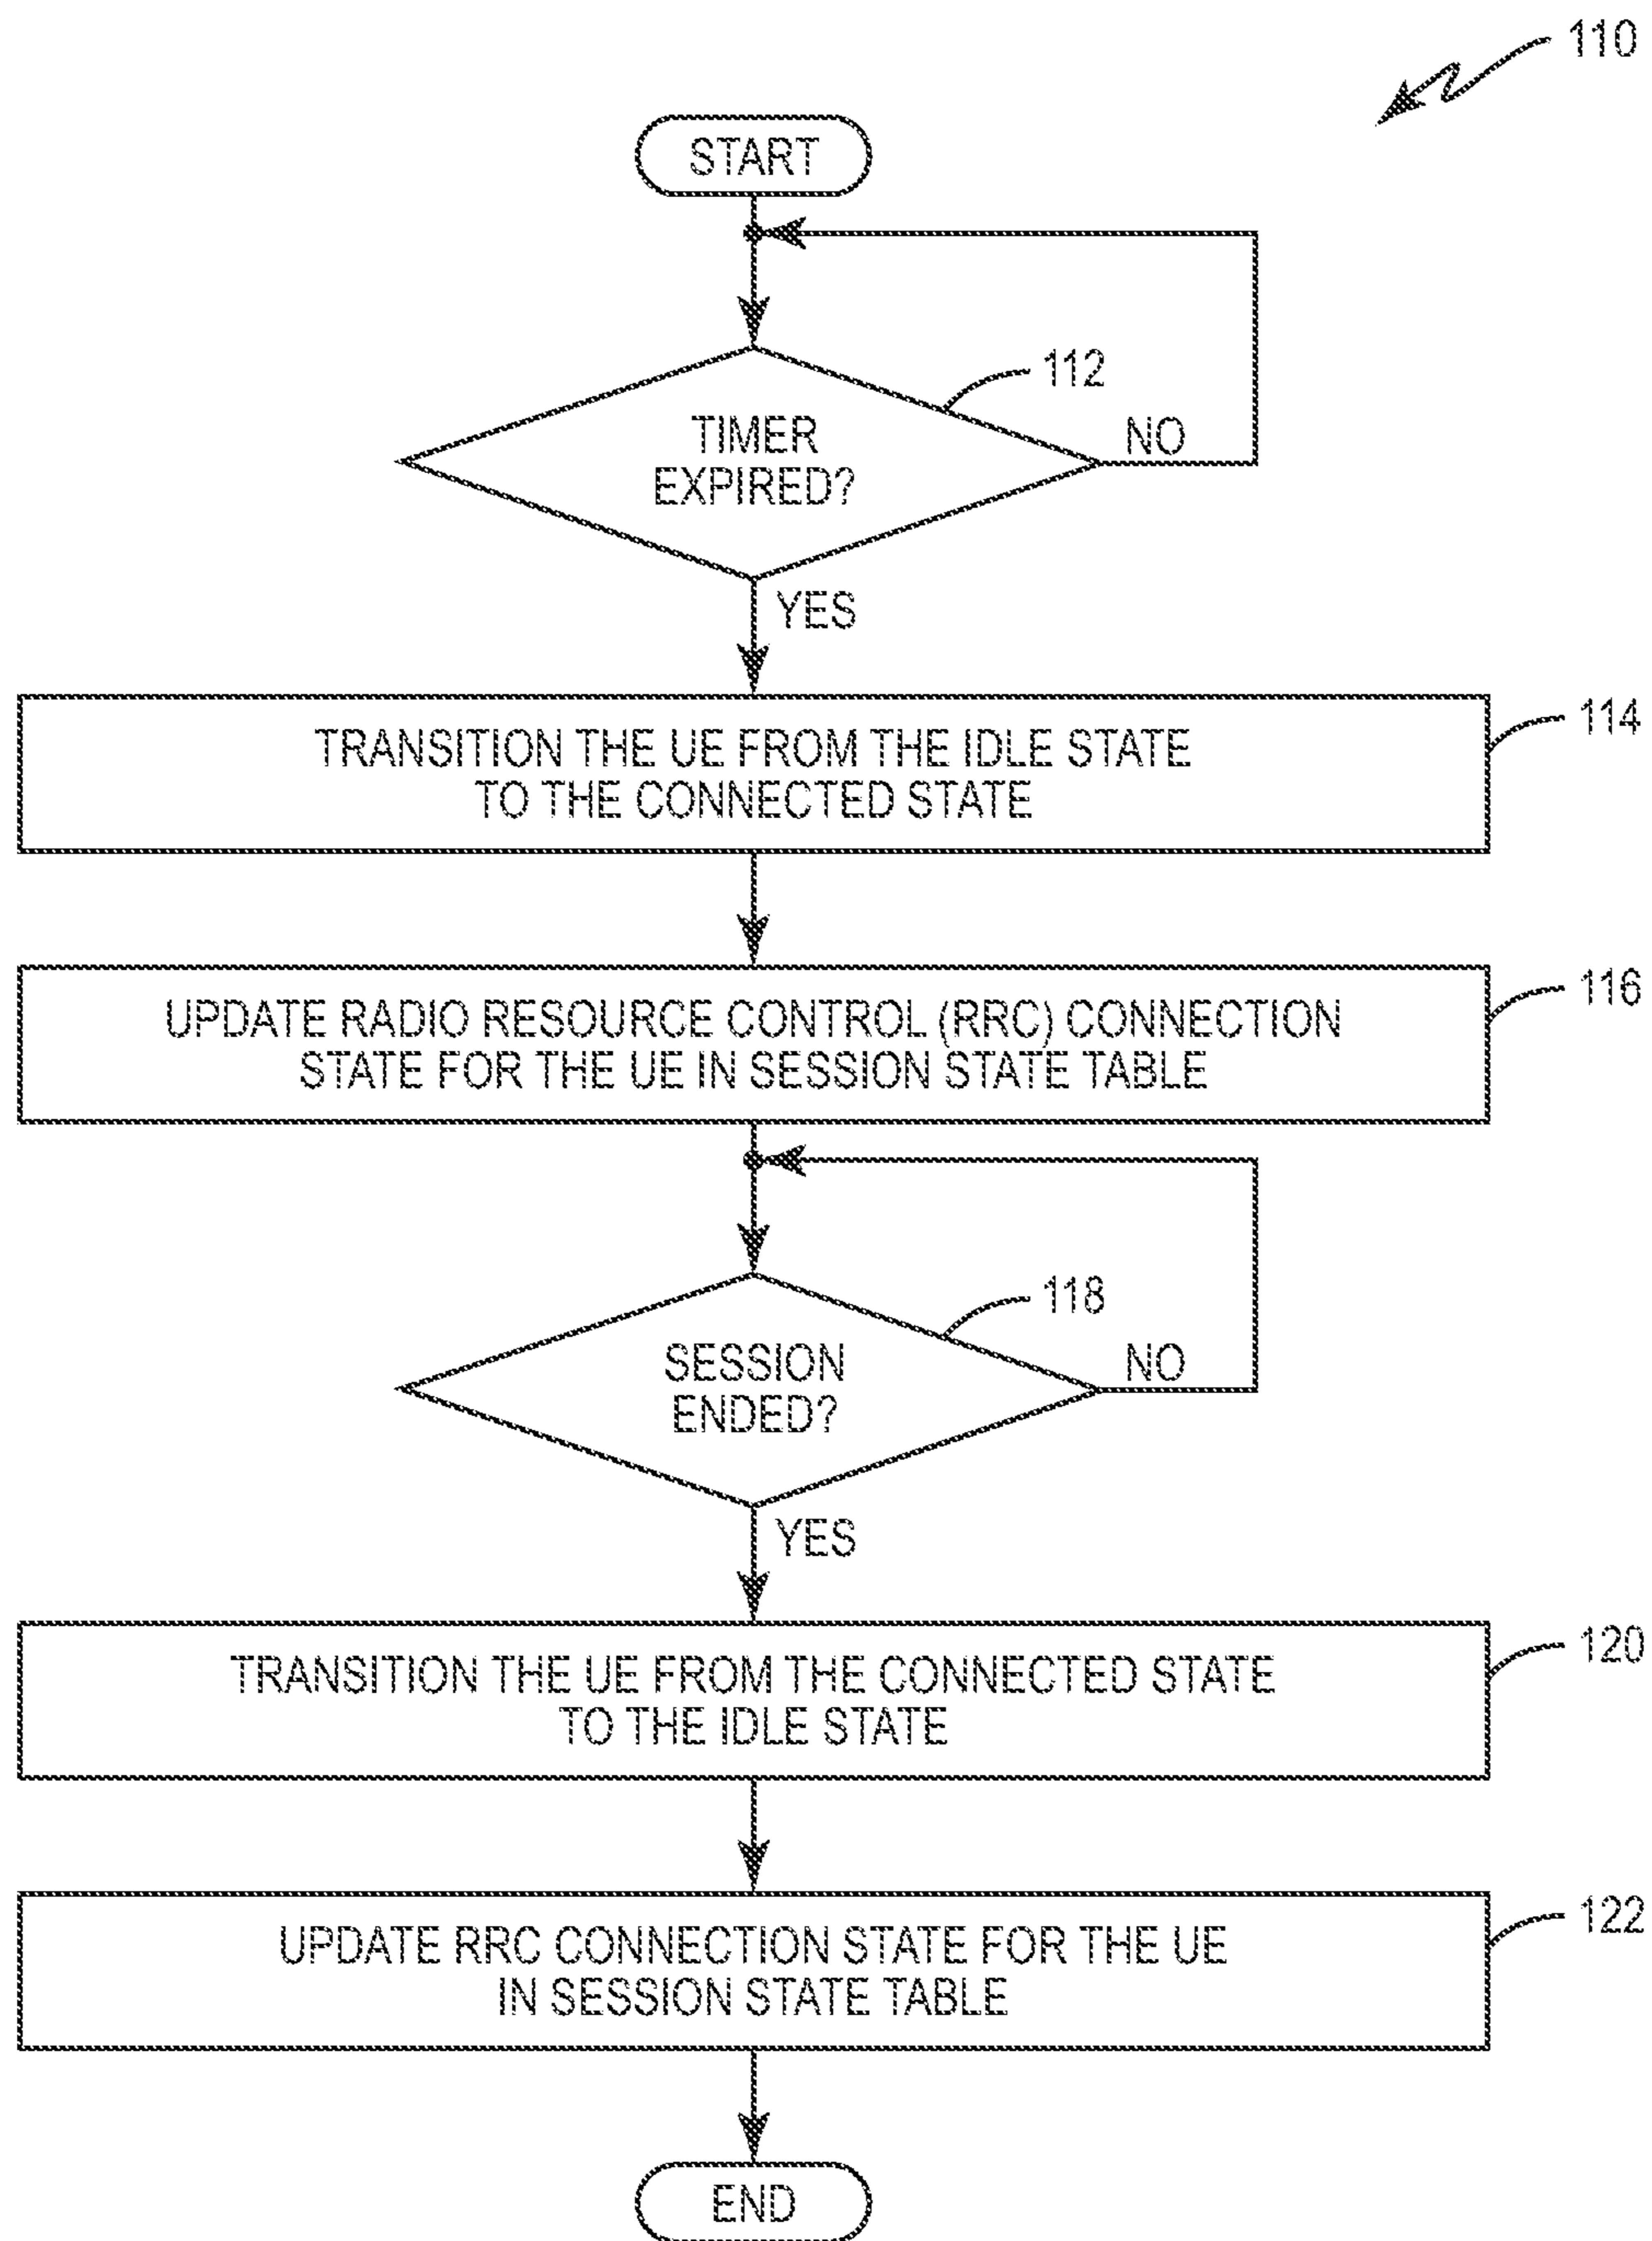 110
START
112
TIMER
EXPIRED?
NO
YES
114
TRANSITION THE UE FROM THE IDLE STATE
TO THE CONNECTED STATE
116
UPDATE RADIO RESOURCE CONTROL (RRC) CONNECTION
STATE FOR THE UE IN SESSION STATE TABLE
118
SESSION
ENDED?
NO
YES
120
TRANSITION THE UE FROM THE CONNECTED STATE
TO THE IDLE STATE
122
UPDATE RRC CONNECTION STATE FOR THE UE
IN SESSION STATE TABLE
END